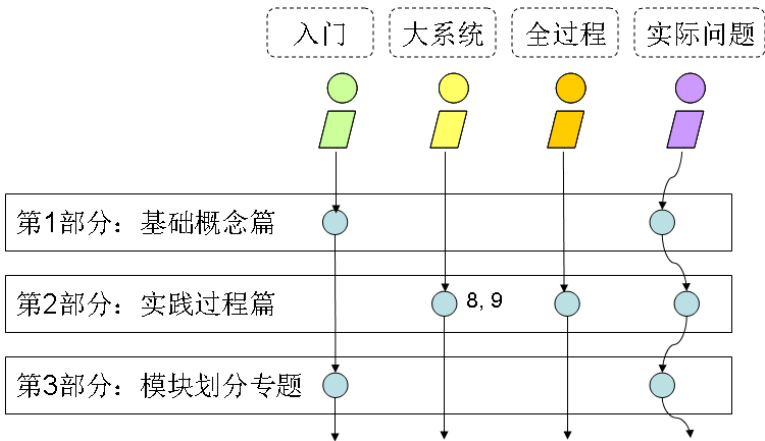 入门
大系统
全过程
实际问题
第1部分：基础概念篇
第2部分：实践过程篇
8, 9
第3部分：模块划分专题